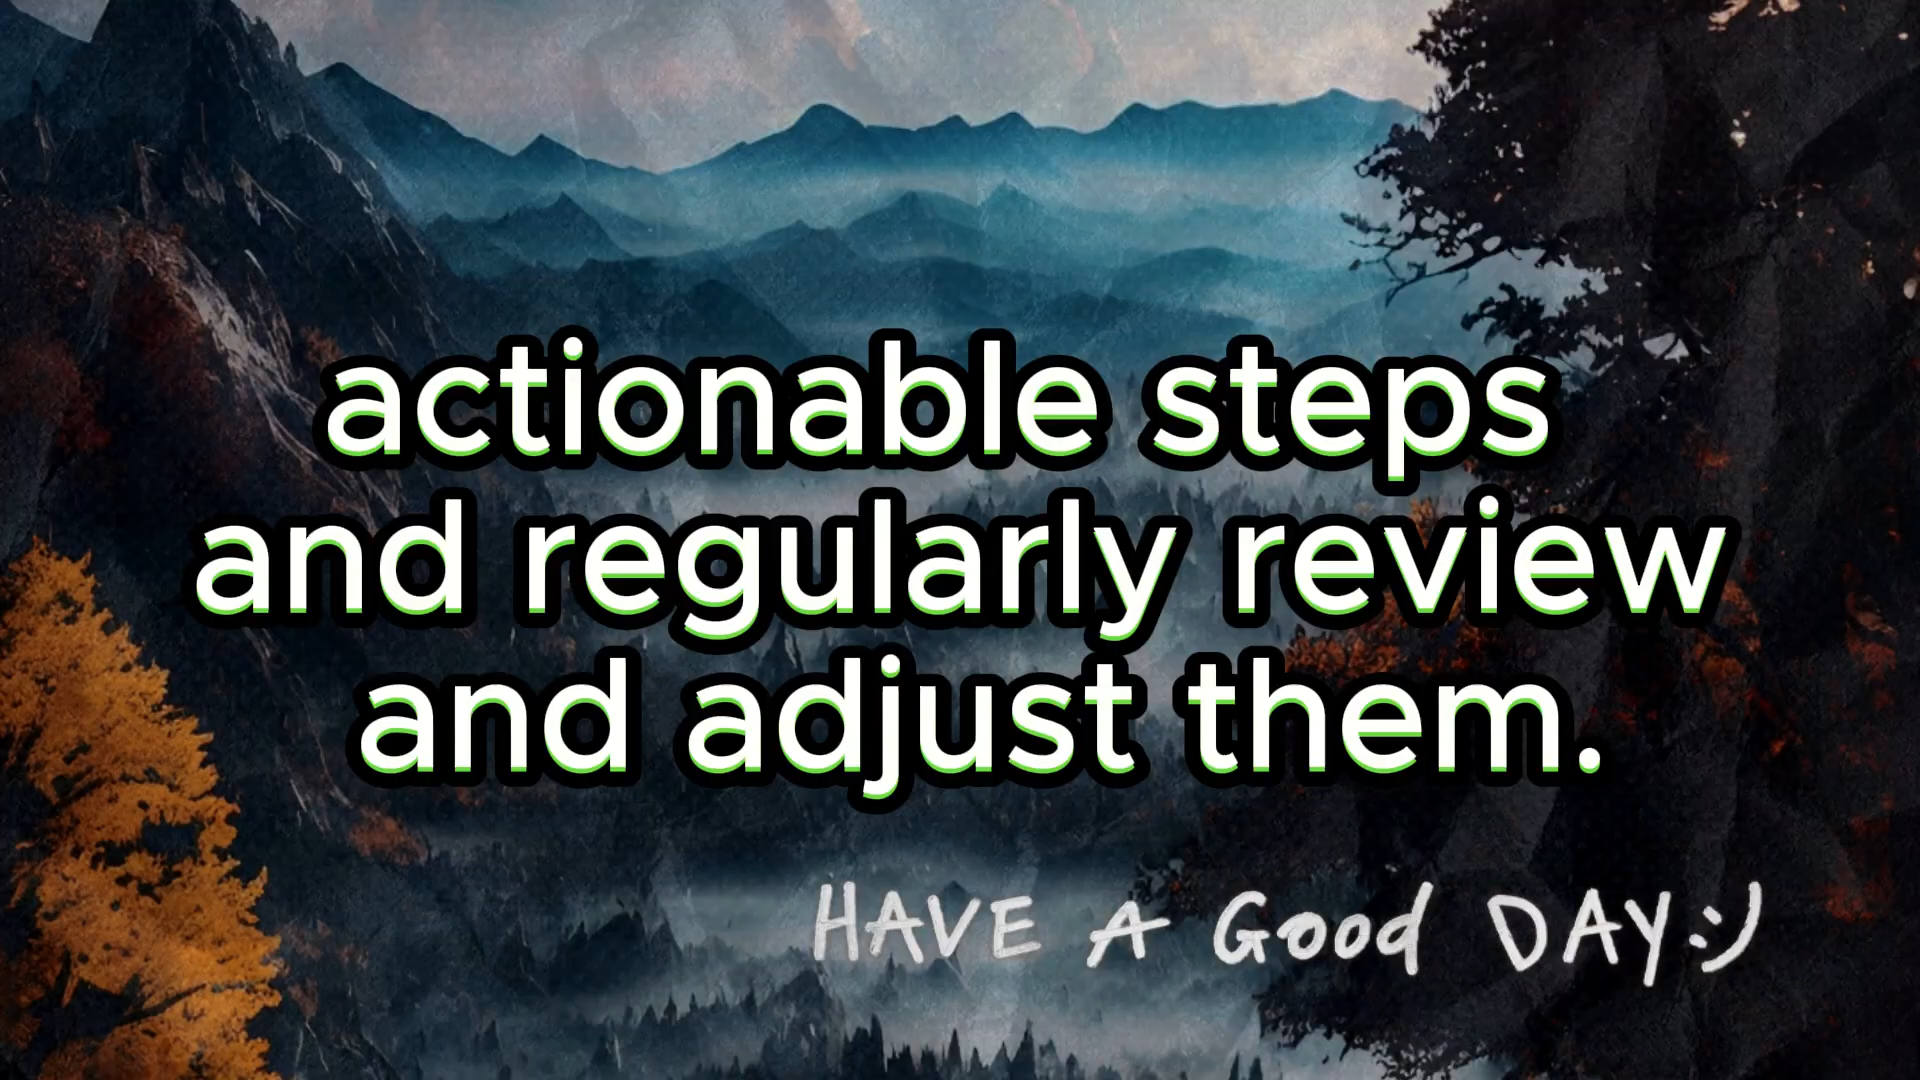 actionable steps
and regularly review
and adjust them.
HAVE A Good DAY:)